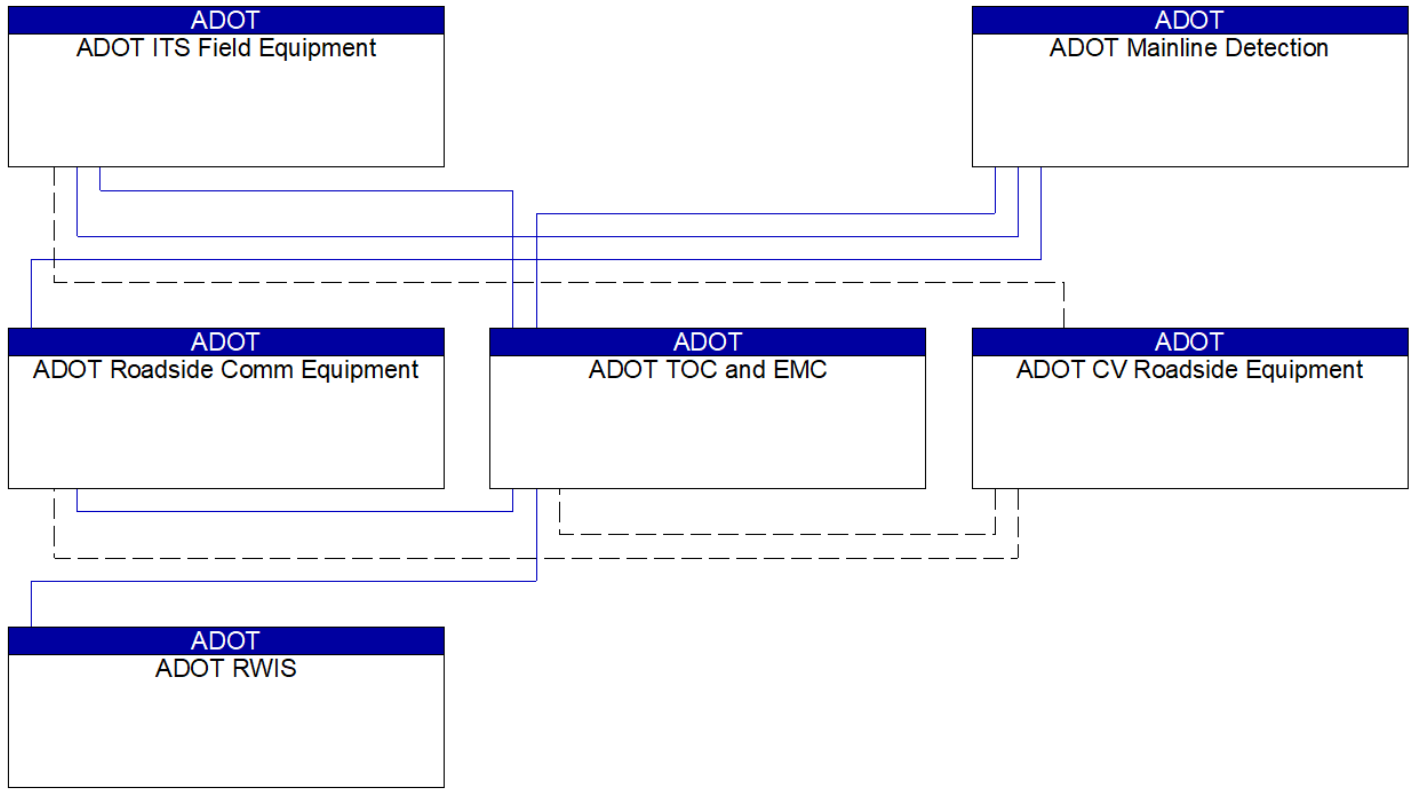 ADOT
ADOT ITS Field Equipment
ADOT
ADOT Mainline Detection
ADOT
ADOT Roadside Comm Equipment
ADOT
ADOT TOC and EMC
ADOT
ADOT CV Roadside Equipment
ADOT
ADOT RWIS